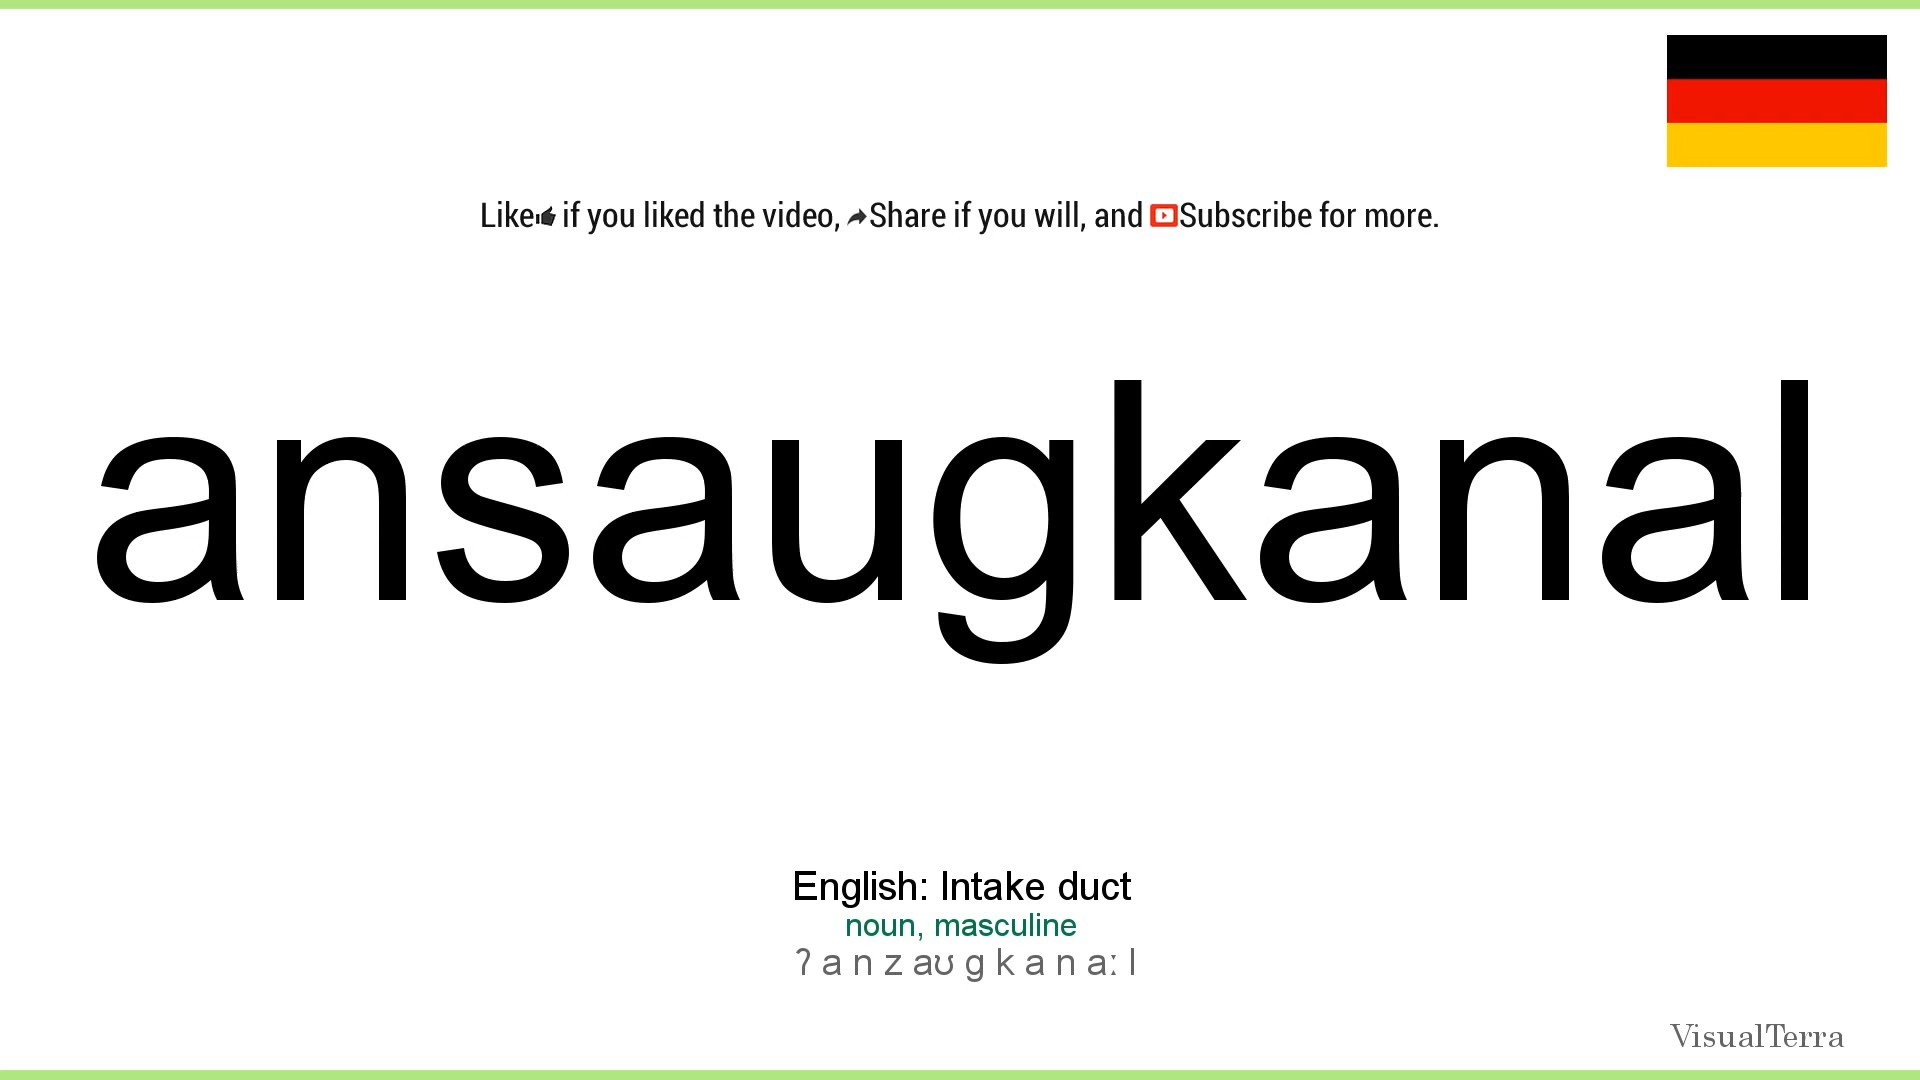 Like if you liked the video, Share if you will, and Subscribe for more.
ansaugkanal
English: Intake duct
noun, masculine
ʔ a n z aʊ g k a n aː l
VisualTerra